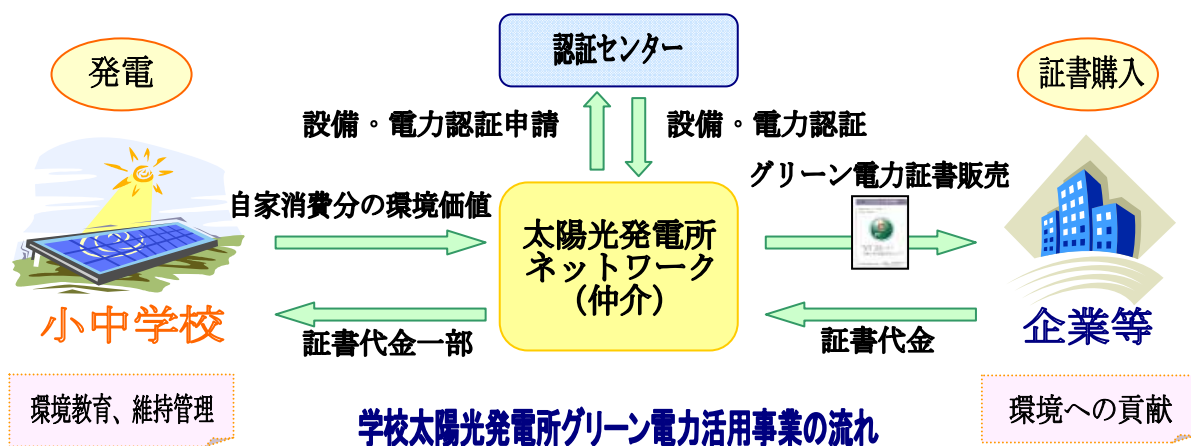 認証センター
発電
証書購入
設備。電力認証申請
設備。電力認証
グリーン電力証書販売
自家消費分の環境価値
太陽光発電所
ネットワーク
（仲介）
小中学校
企業等
証書代金一部
証書代金
環境教育、維持管理
環境への貢献
学校太陽光発電所グリーン電力活用事業の流れ